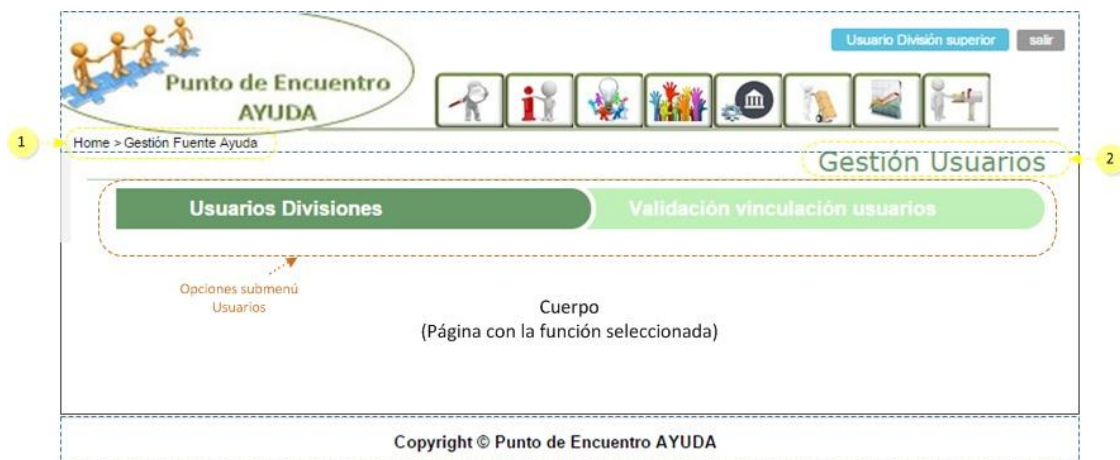 Usuario División superior
salir
Punto de Encuentro
AYUDA
1
Home > Gestión Fuente Ayuda
Gestión Usuarios
2
Usuarios Divisiones
Validación vinculación usuarios
Opciones submenú
Usuarios
Cuerpo
(Página con la función seleccionada)
Copyright © Punto de Encuentro AYUDA